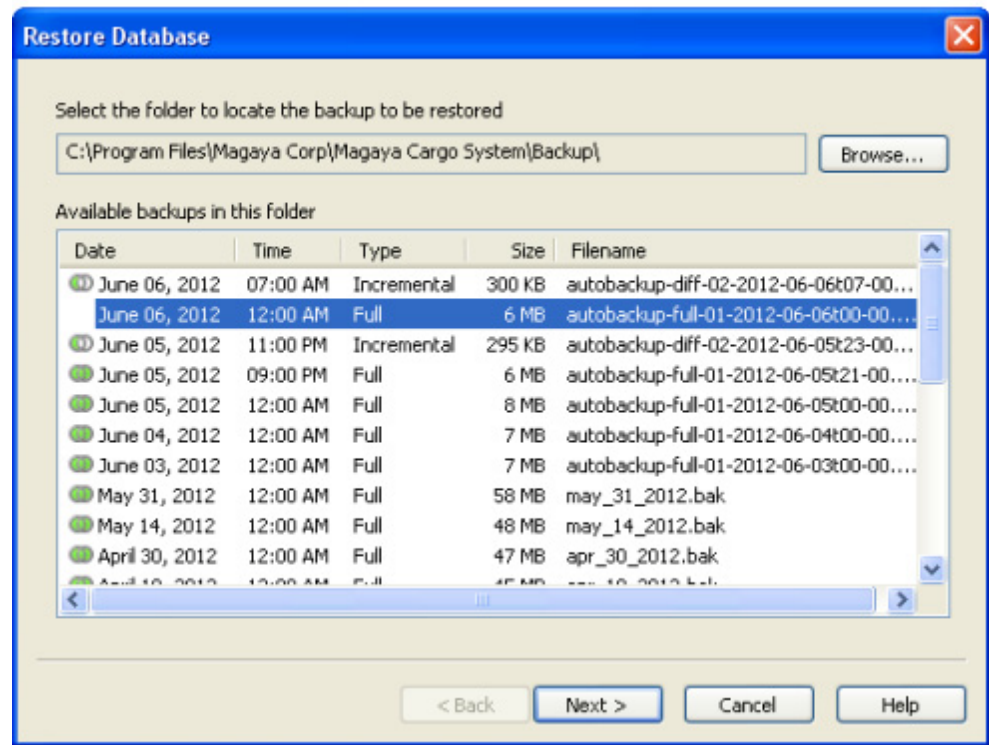 Restore Database
Select the folder to locate the backup to be restored
C:\Program Files\Magaya Corp\Magaya Cargo System\Backup\ Browse...
Available backups in this folder
Date Time Type Size Filename
June 06, 2012 07:00 AM Incremental 300 KB autobackup-diff-02-2012-06-06t07-00...
June 06, 2012 12:00 AM Full 6 MB autobackup-full-01-2012-06-06t00-00....
June 05, 2012 11:00 PM Incremental 295 KB autobackup-diff-02-2012-06-05t23-00...
June 05, 2012 09:00 PM Full 6 MB autobackup-full-01-2012-06-05t21-00....
June 05, 2012 12:00 AM Full 8 MB autobackup-full-01-2012-06-05t00-00....
June 04, 2012 12:00 AM Full 7 MB autobackup-full-01-2012-06-04t00-00....
June 03, 2012 12:00 AM Full 7 MB autobackup-full-01-2012-06-03t00-00....
May 31, 2012 12:00 AM Full 58 MB may_31_2012.bak
May 14, 2012 12:00 AM Full 48 MB may_14_2012.bak
April 30, 2012 12:00 AM Full 47 MB apr_30_2012.bak
< Back Next > Cancel Help